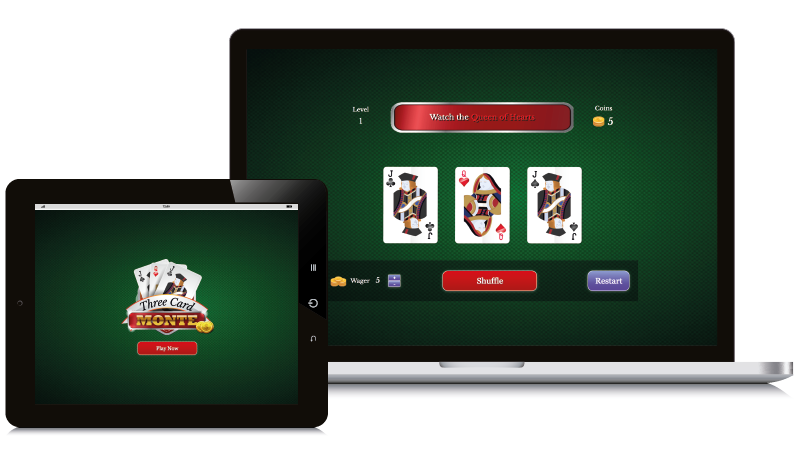 Level
1
Watch the Queen of Hearts
Coins
5
J
J
Q
Q
J
J
Wager 5
Shuffle
Restart
J
Q
J
Three Card
MONTE
Play Now